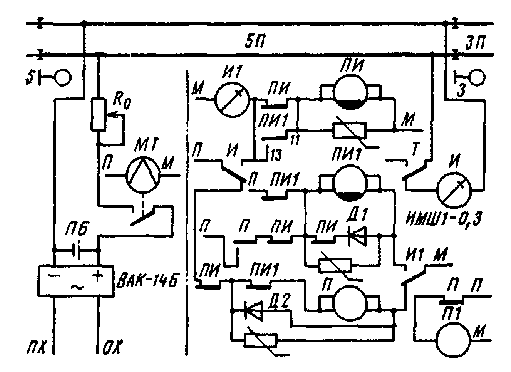 5П
3П
5
3
R₀
МТ
П
М
ПБ
ВАК-14Б
ПХ
ОХ
И1
М
ПИ
ПИ
ПИ1
11
М
П
И
13
Т
П
ПИ1
ПИ1
И
ИМШ1-0,3
П
П
ПИ
ПИ
Д1
ПИ
ПИ1
П
И1
М
Д2
П
П
П1
М